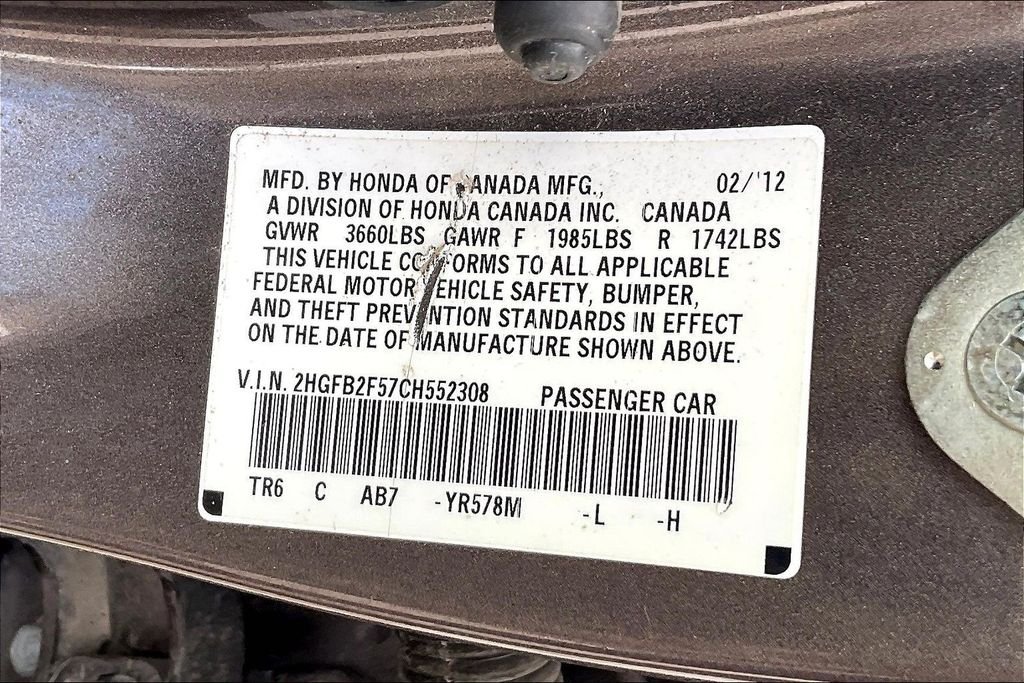 MFD. BY HONDA OF CANADA MFG., 02/'12
A DIVISION OF HONDA CANADA INC. CANADA
GVWR 3660LBS GAWR F 1985LBS R 1742LBS
THIS VEHICLE CONFORMS TO ALL APPLICABLE
FEDERAL MOTOR VEHICLE SAFETY, BUMPER,
AND THEFT PREVENTION STANDARDS IN EFFECT
ON THE DATE OF MANUFACTURE SHOWN ABOVE.
V.I.N. 2HGFB2F57CH552308 PASSENGER CAR
TR6 C AB7 -YR578M -L -H